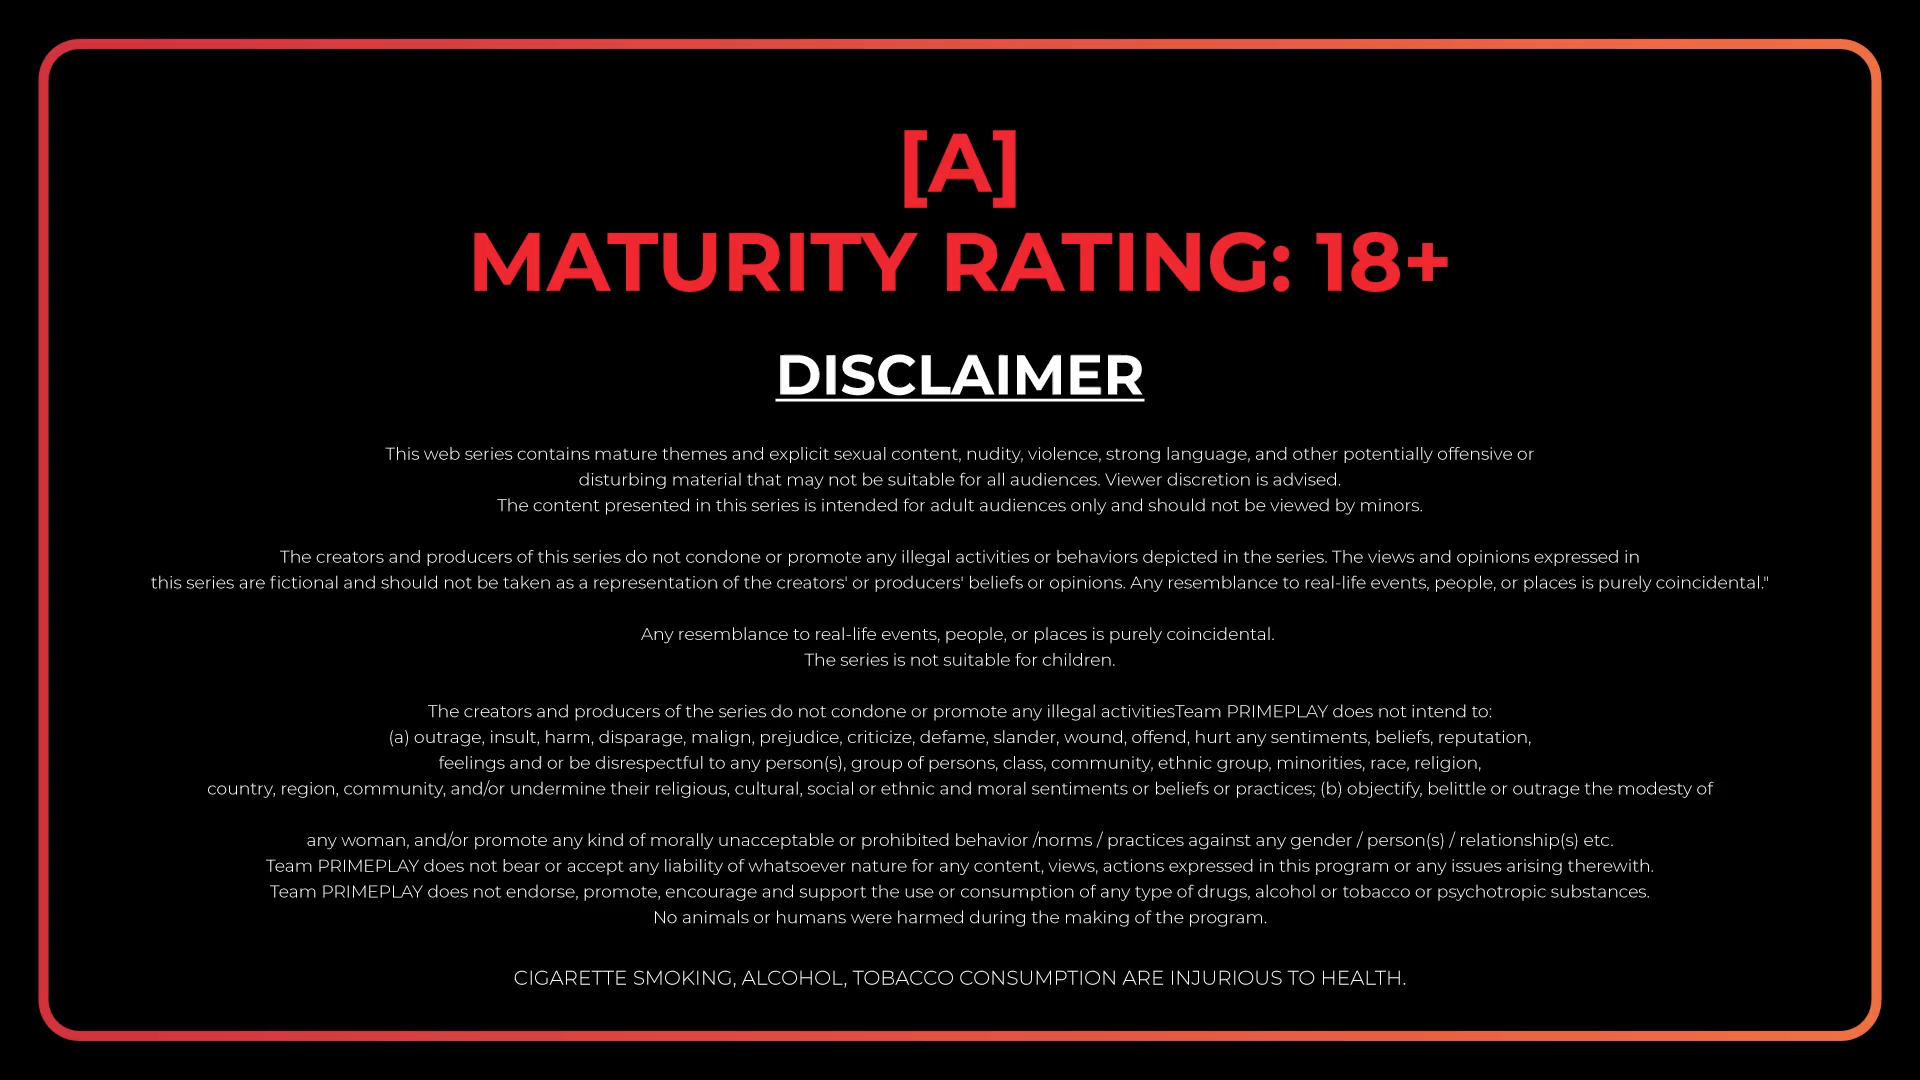 [A]
MATURITY RATING: 18+
DISCLAIMER
This web series contains mature themes and explicit sexual content, nudity, violence, strong language, and other potentially offensive or
disturbing material that may not be suitable for all audiences. Viewer discretion is advised.
The content presented in this series is intended for adult audiences only and should not be viewed by minors.
The creators and producers of this series do not condone or promote any illegal activities or behaviors depicted in the series. The views and opinions expressed in
this series are fictional and should not be taken as a representation of the creators' or producers' beliefs or opinions. Any resemblance to real-life events, people, or places is purely coincidental."
Any resemblance to real-life events, people, or places is purely coincidental.
The series is not suitable for children.
The creators and producers of the series do not condone or promote any illegal activitiesTeam PRIMEPLAY does not intend to:
(a) outrage, insult, harm, disparage, malign, prejudice, criticize, defame, slander, wound, offend, hurt any sentiments, beliefs, reputation,
feelings and or be disrespectful to any person(s), group of persons, class, community, ethnic group, minorities, race, religion,
country, region, community, and/or undermine their religious, cultural, social or ethnic and moral sentiments or beliefs or practices; (b) objectify, belittle or outrage the modesty of
any woman, and/or promote any kind of morally unacceptable or prohibited behavior /norms / practices against any gender / person(s) / relationship(s) etc.
Team PRIMEPLAY does not bear or accept any liability of whatsoever nature for any content, views, actions expressed in this program or any issues arising therewith.
Team PRIMEPLAY does not endorse, promote, encourage and support the use or consumption of any type of drugs, alcohol or tobacco or psychotropic substances.
No animals or humans were harmed during the making of the program.
CIGARETTE SMOKING, ALCOHOL, TOBACCO CONSUMPTION ARE INJURIOUS TO HEALTH.